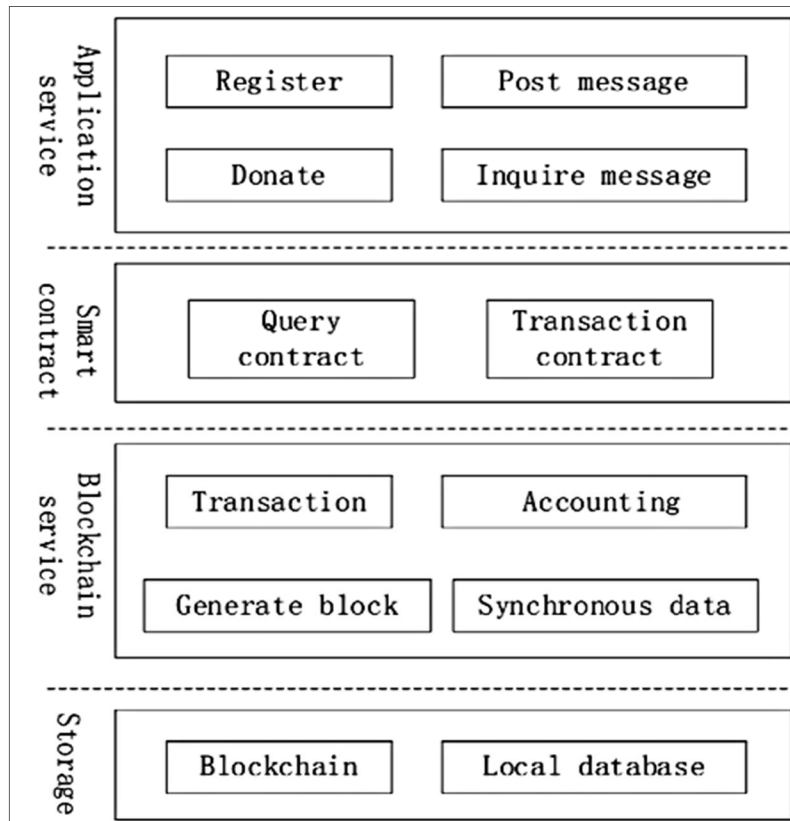 Application
service
Register
Post message
Donate
Inquire message
Smart
contract
Query
contract
Transaction
contract
Blockchain
service
Transaction
Accounting
Generate block
Synchronous data
Storage
Blockchain
Local database